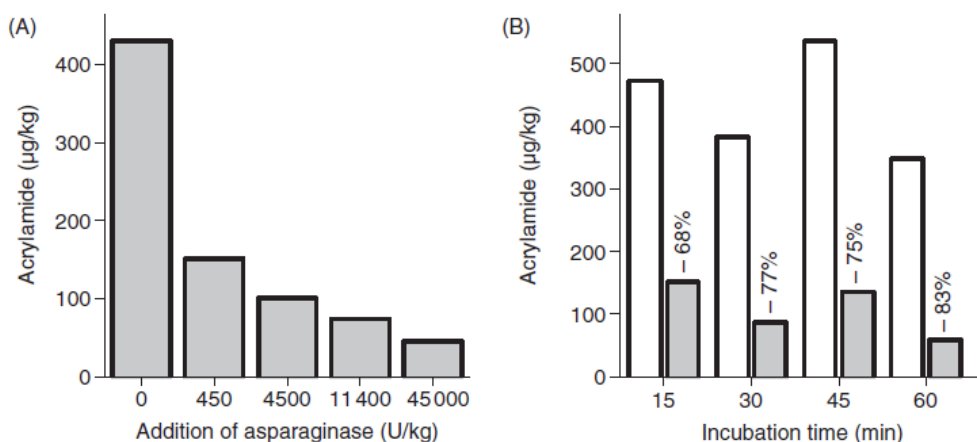 (A)
Acrylamide (µg/kg)
400
300
200
100
0
0 450 4500 11 400 45 000
Addition of asparaginase (U/kg)
(B)
Acrylamide (µg/kg)
500
400
300
200
100
0
– 68%
– 77%
– 75%
– 83%
15 30 45 60
Incubation time (min)